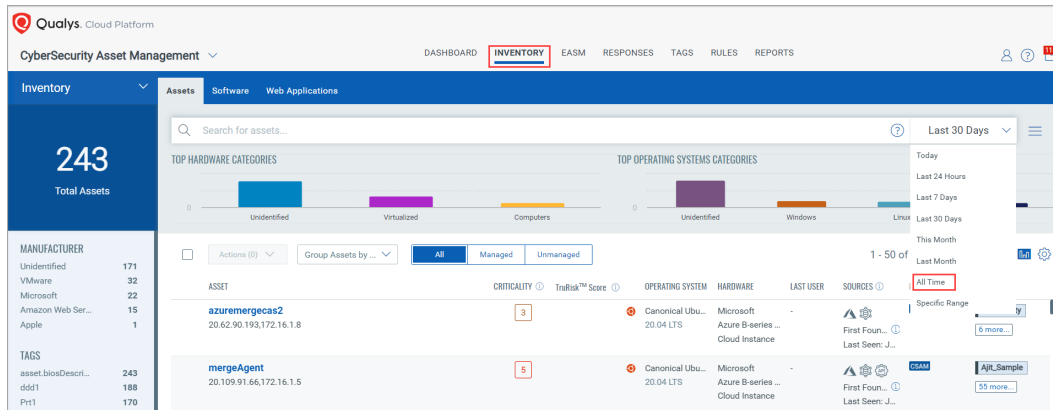 Qualys. Cloud Platform
CyberSecurity Asset Management
DASHBOARD INVENTORY EASM RESPONSES TAGS RULES REPORTS
11
Inventory
Assets Software Web Applications
Search for assets...
Last 30 Days
243
Total Assets
TOP HARDWARE CATEGORIES
0
Unidentified Virtualized Computers
TOP OPERATING SYSTEMS CATEGORIES
0
Unidentified Windows Linux
Today
Last 24 Hours
Last 7 Days
Last 30 Days
This Month
Last Month
All Time
Specific Range
MANUFACTURER
Unidentified 171
VMware 32
Microsoft 22
Amazon Web Ser... 15
Apple 1
TAGS
asset.biosDescri... 243
ddd1 188
Prt1 170
Actions (0) Group Assets by ... All Managed Unmanaged 1 - 50 of
ASSET CRITICALITY TruRisk™ Score OPERATING SYSTEM HARDWARE LAST USER SOURCES
azuremergecas2 3 Canonical Ubu... Microsoft -
20.62.90.193,172.16.1.8 20.04 LTS Azure B-series ...
Cloud Instance
First Foun...
Last Seen: J...
6 more...
mergeAgent 5 Canonical Ubu... Microsoft - CSAM Ajit_Sample
20.109.91.66,172.16.1.5 20.04 LTS Azure B-series ...
Cloud Instance
First Foun...
Last Seen: J...
55 more...